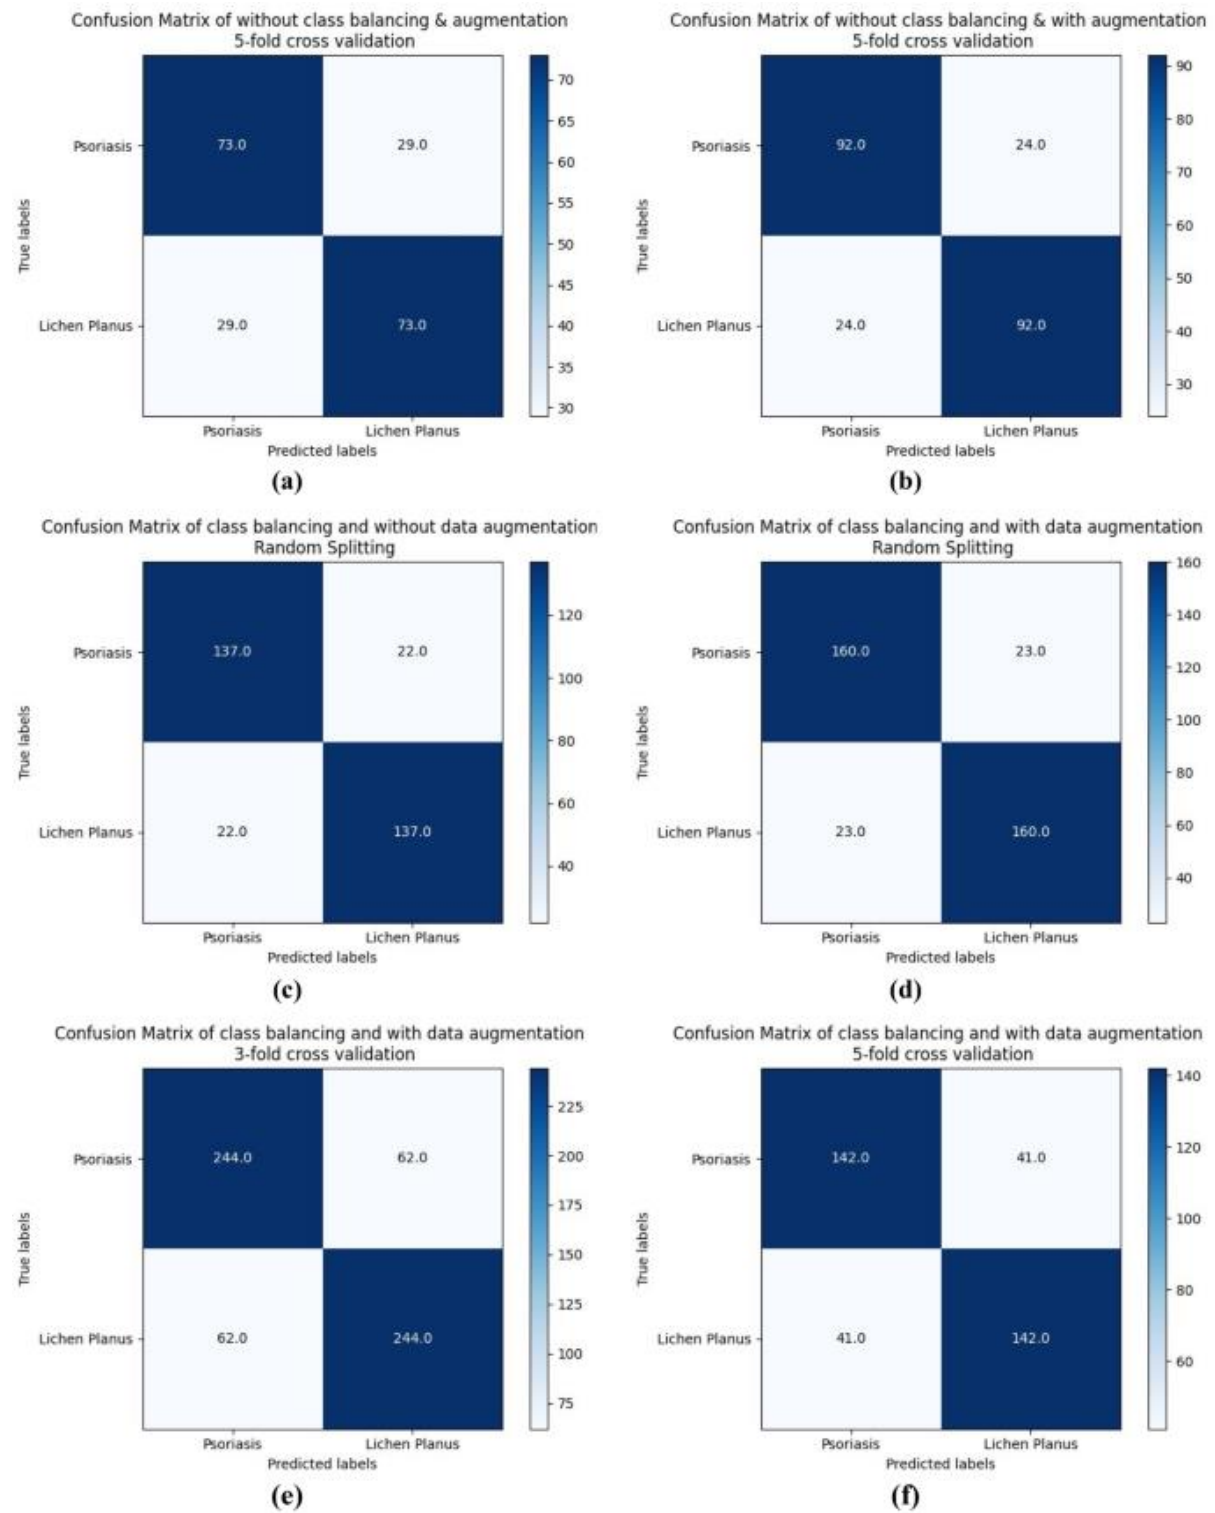 Confusion Matrix of without class balancing & augmentation
5-fold cross validation
70
65
60
55
50
45
40
35
30
Psoriasis
73.0
29.0
Lichen Planus
29.0
73.0
True labels
Psoriasis
Lichen Planus
Predicted labels
(a)
Confusion Matrix of without class balancing & with augmentation
5-fold cross validation
90
80
70
60
50
40
30
Psoriasis
92.0
24.0
Lichen Planus
24.0
92.0
True labels
Psoriasis
Lichen Planus
Predicted labels
(b)
Confusion Matrix of class balancing and without data augmentation
Random Splitting
120
100
80
60
40
Psoriasis
137.0
22.0
Lichen Planus
22.0
137.0
True labels
Psoriasis
Lichen Planus
Predicted labels
(c)
Confusion Matrix of class balancing and with data augmentation
Random Splitting
160
140
120
100
80
60
40
Psoriasis
160.0
23.0
Lichen Planus
23.0
160.0
True labels
Psoriasis
Lichen Planus
Predicted labels
(d)
Confusion Matrix of class balancing and with data augmentation
3-fold cross validation
225
200
175
150
125
100
75
Psoriasis
244.0
62.0
Lichen Planus
62.0
244.0
True labels
Psoriasis
Lichen Planus
Predicted labels
(e)
Confusion Matrix of class balancing and with data augmentation
5-fold cross validation
140
120
100
80
60
Psoriasis
142.0
41.0
Lichen Planus
41.0
142.0
True labels
Psoriasis
Lichen Planus
Predicted labels
(f)